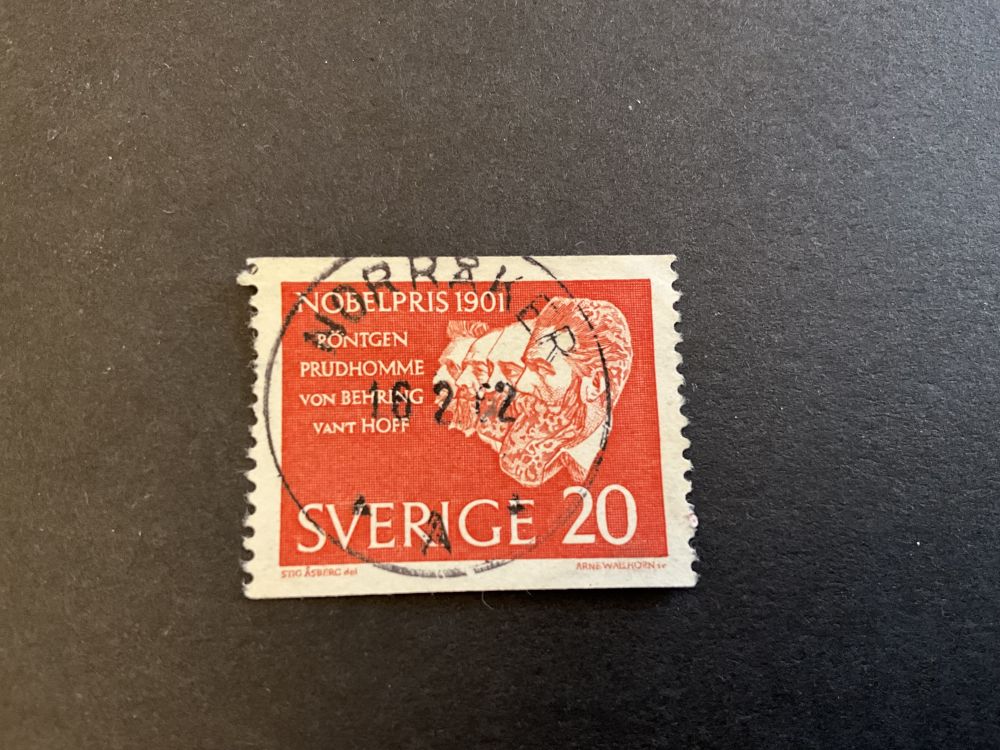 NORRÅKER
NOBELPRIS 1901
RÖNTGEN
PRUDHOMME
VON BEHRING
VANT HOFF
16 2 62
SVERIGE 20
A
STIG ÅSBERG del
ARNE WALLHORN sc